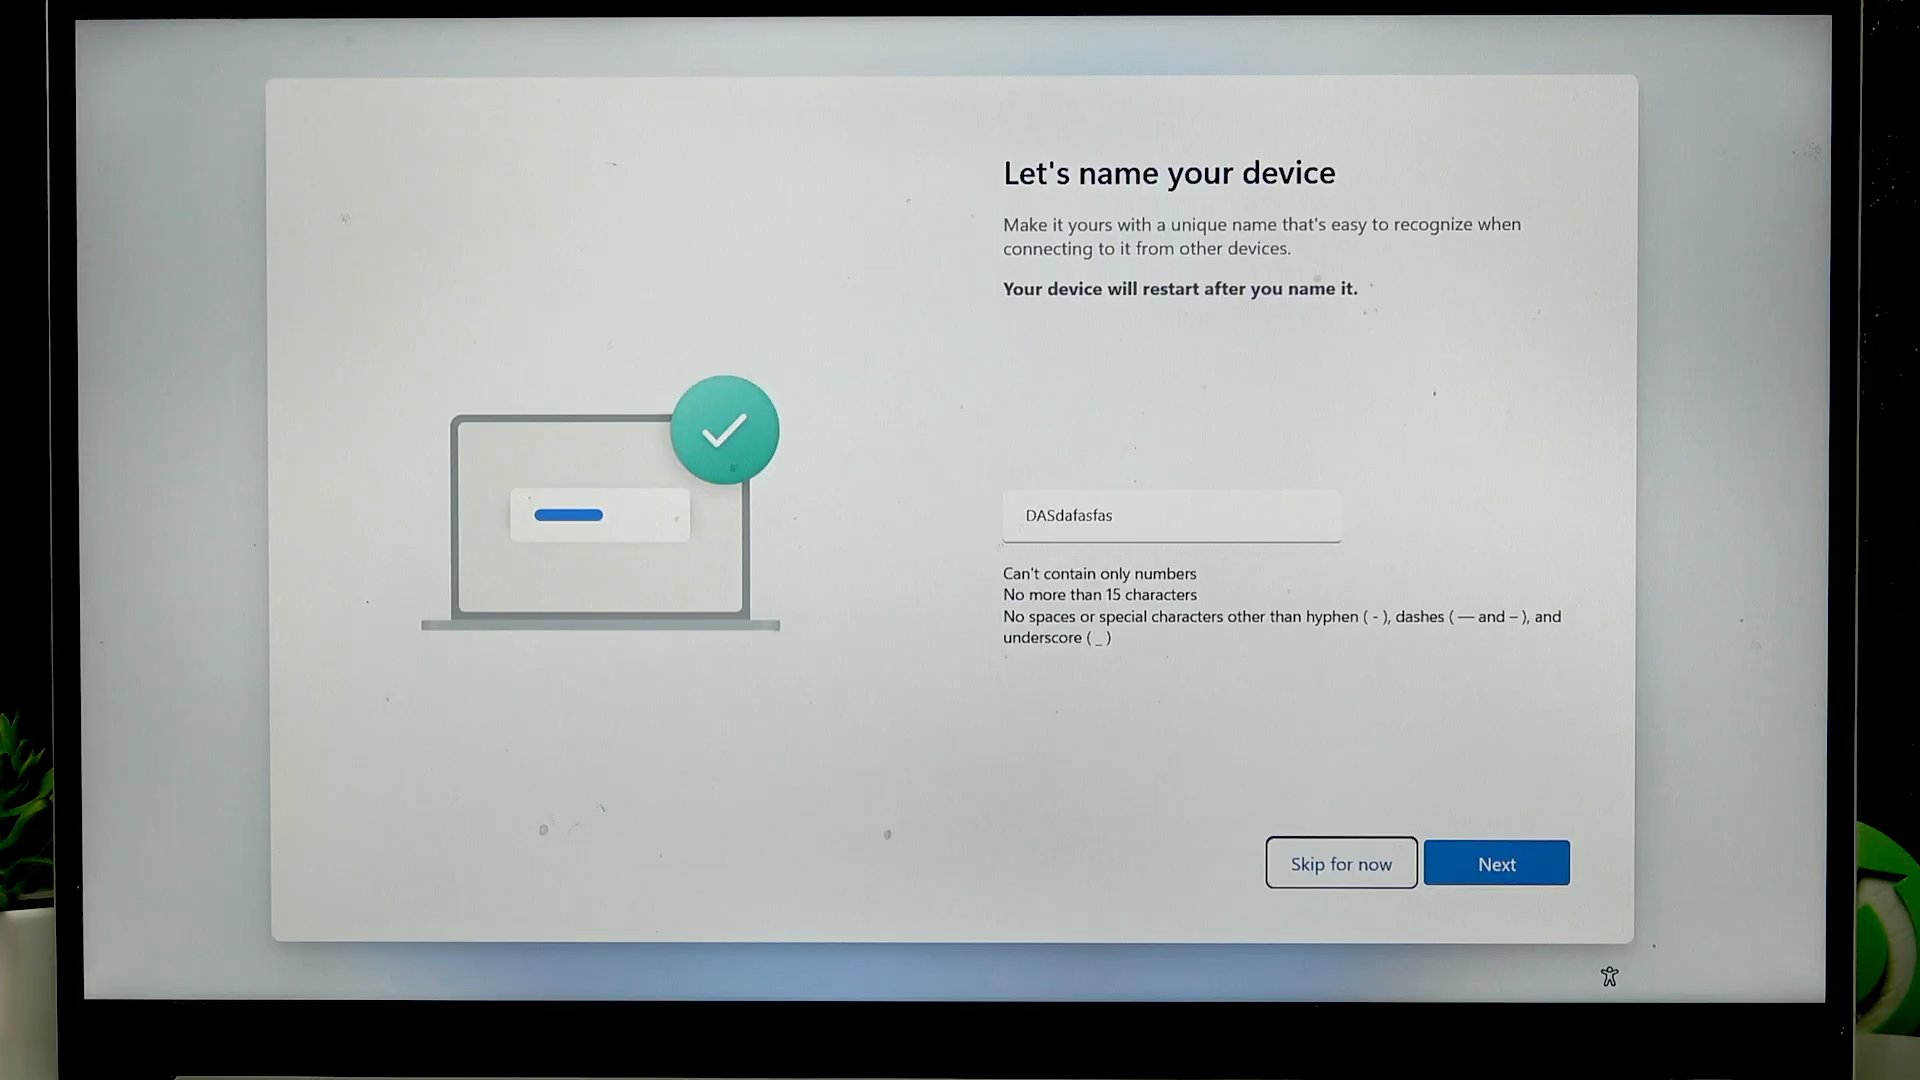 Let's name your device
Make it yours with a unique name that's easy to recognize when
connecting to it from other devices.
Your device will restart after you name it.
DASdafasfas
Can't contain only numbers
No more than 15 characters
No spaces or special characters other than hyphen ( - ), dashes ( — and – ), and
underscore ( _ )
Skip for now
Next